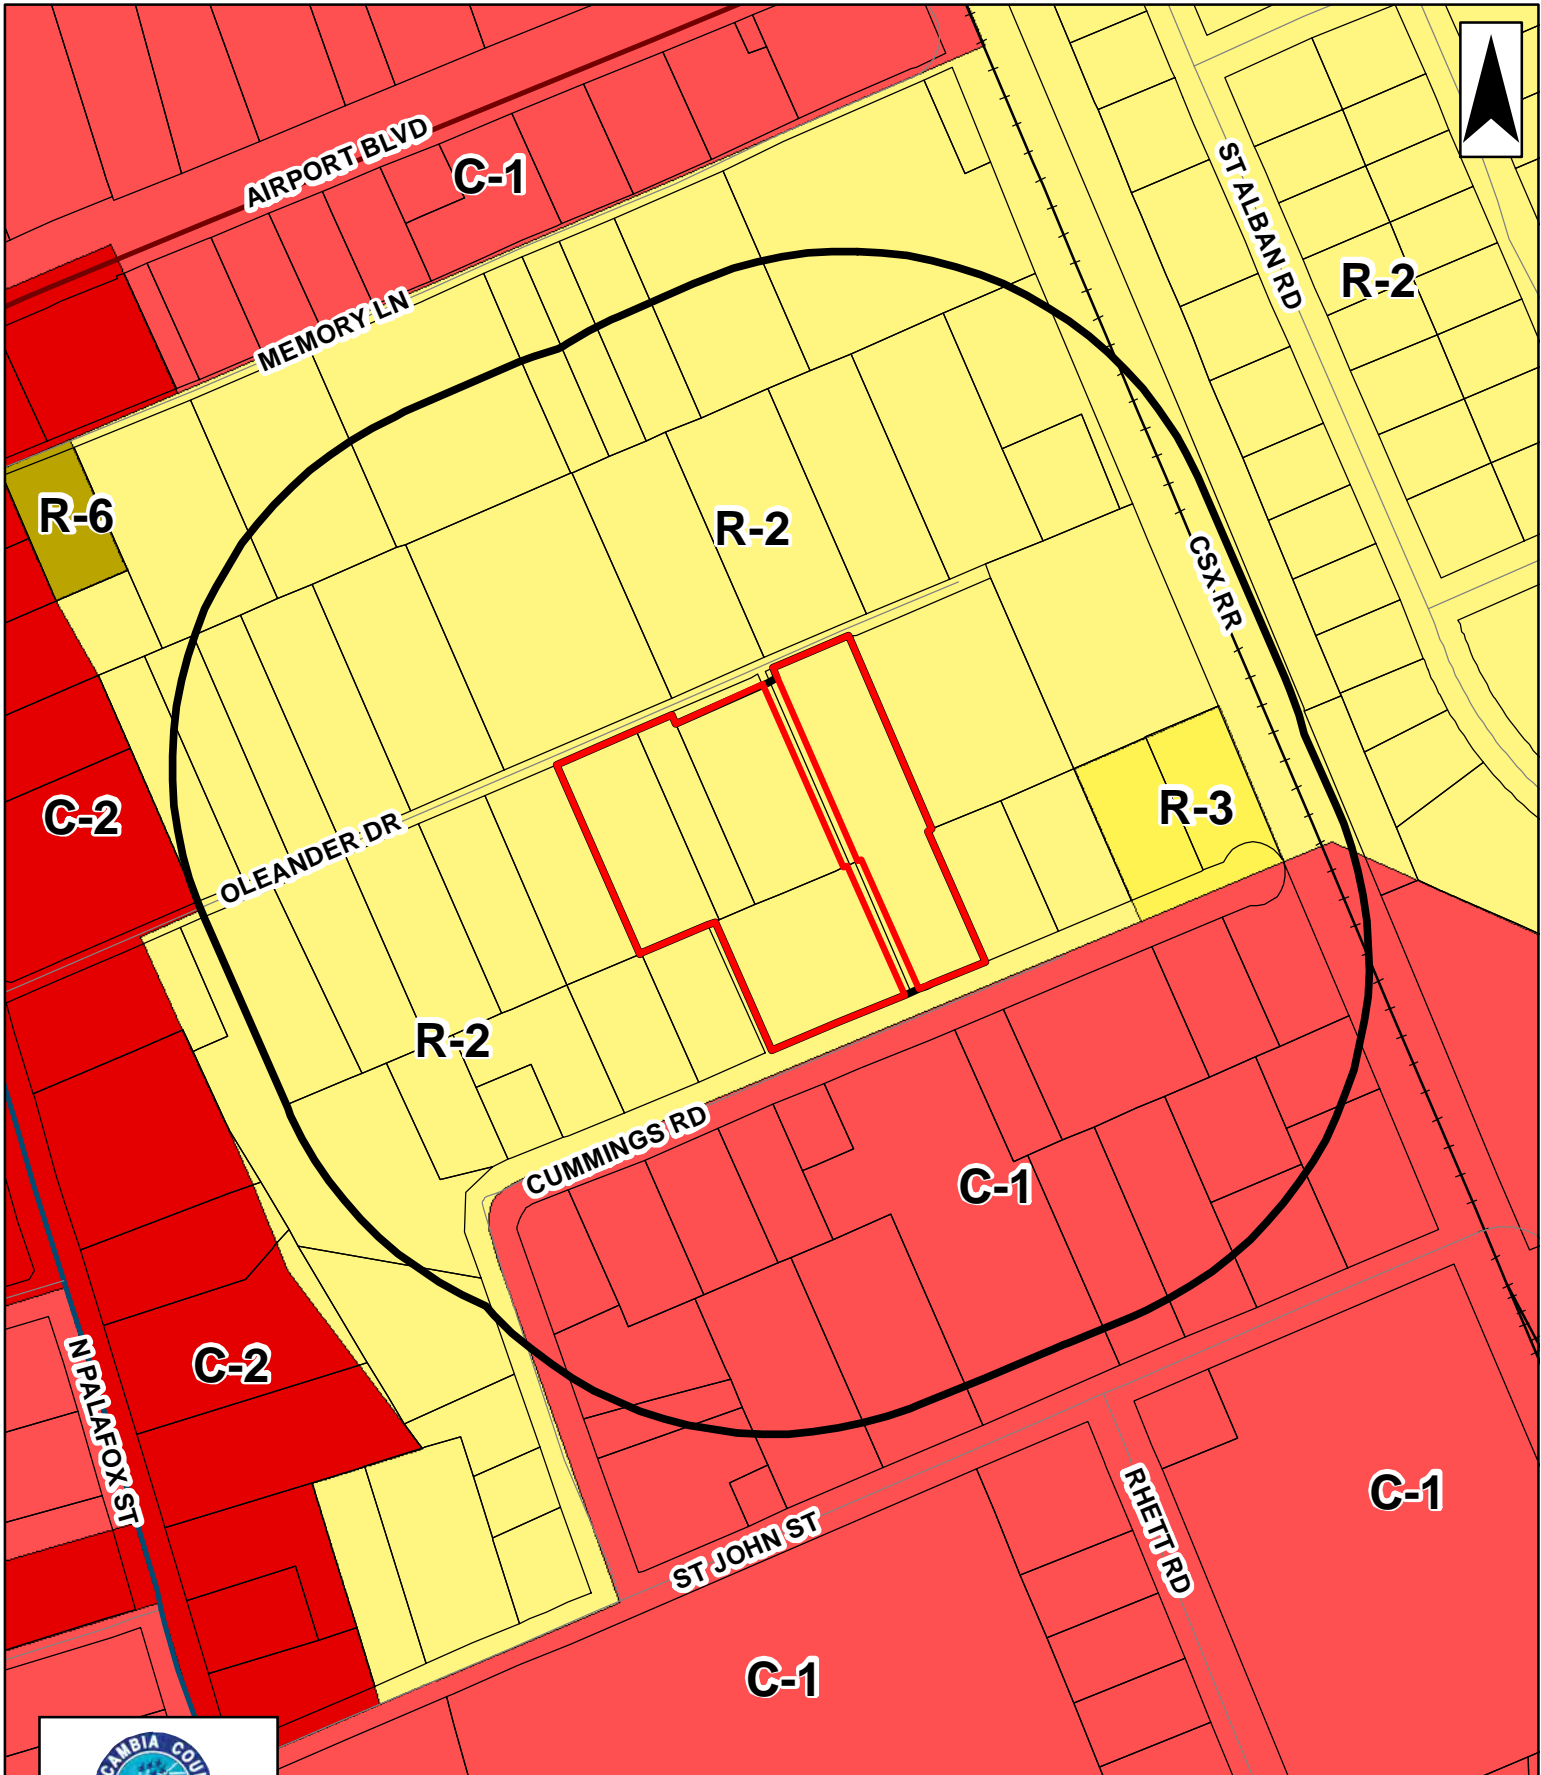 AIRPORT BLVD
C-1
ST ALBAN RD
R-2
MEMORY LN
R-6
R-2
CSX RR
C-2
R-3
OLEANDER DR
R-2
CUMMINGS RD
C-1
N PALAFOX ST
C-2
C-1
RHETT RD
ST JOHN ST
C-1